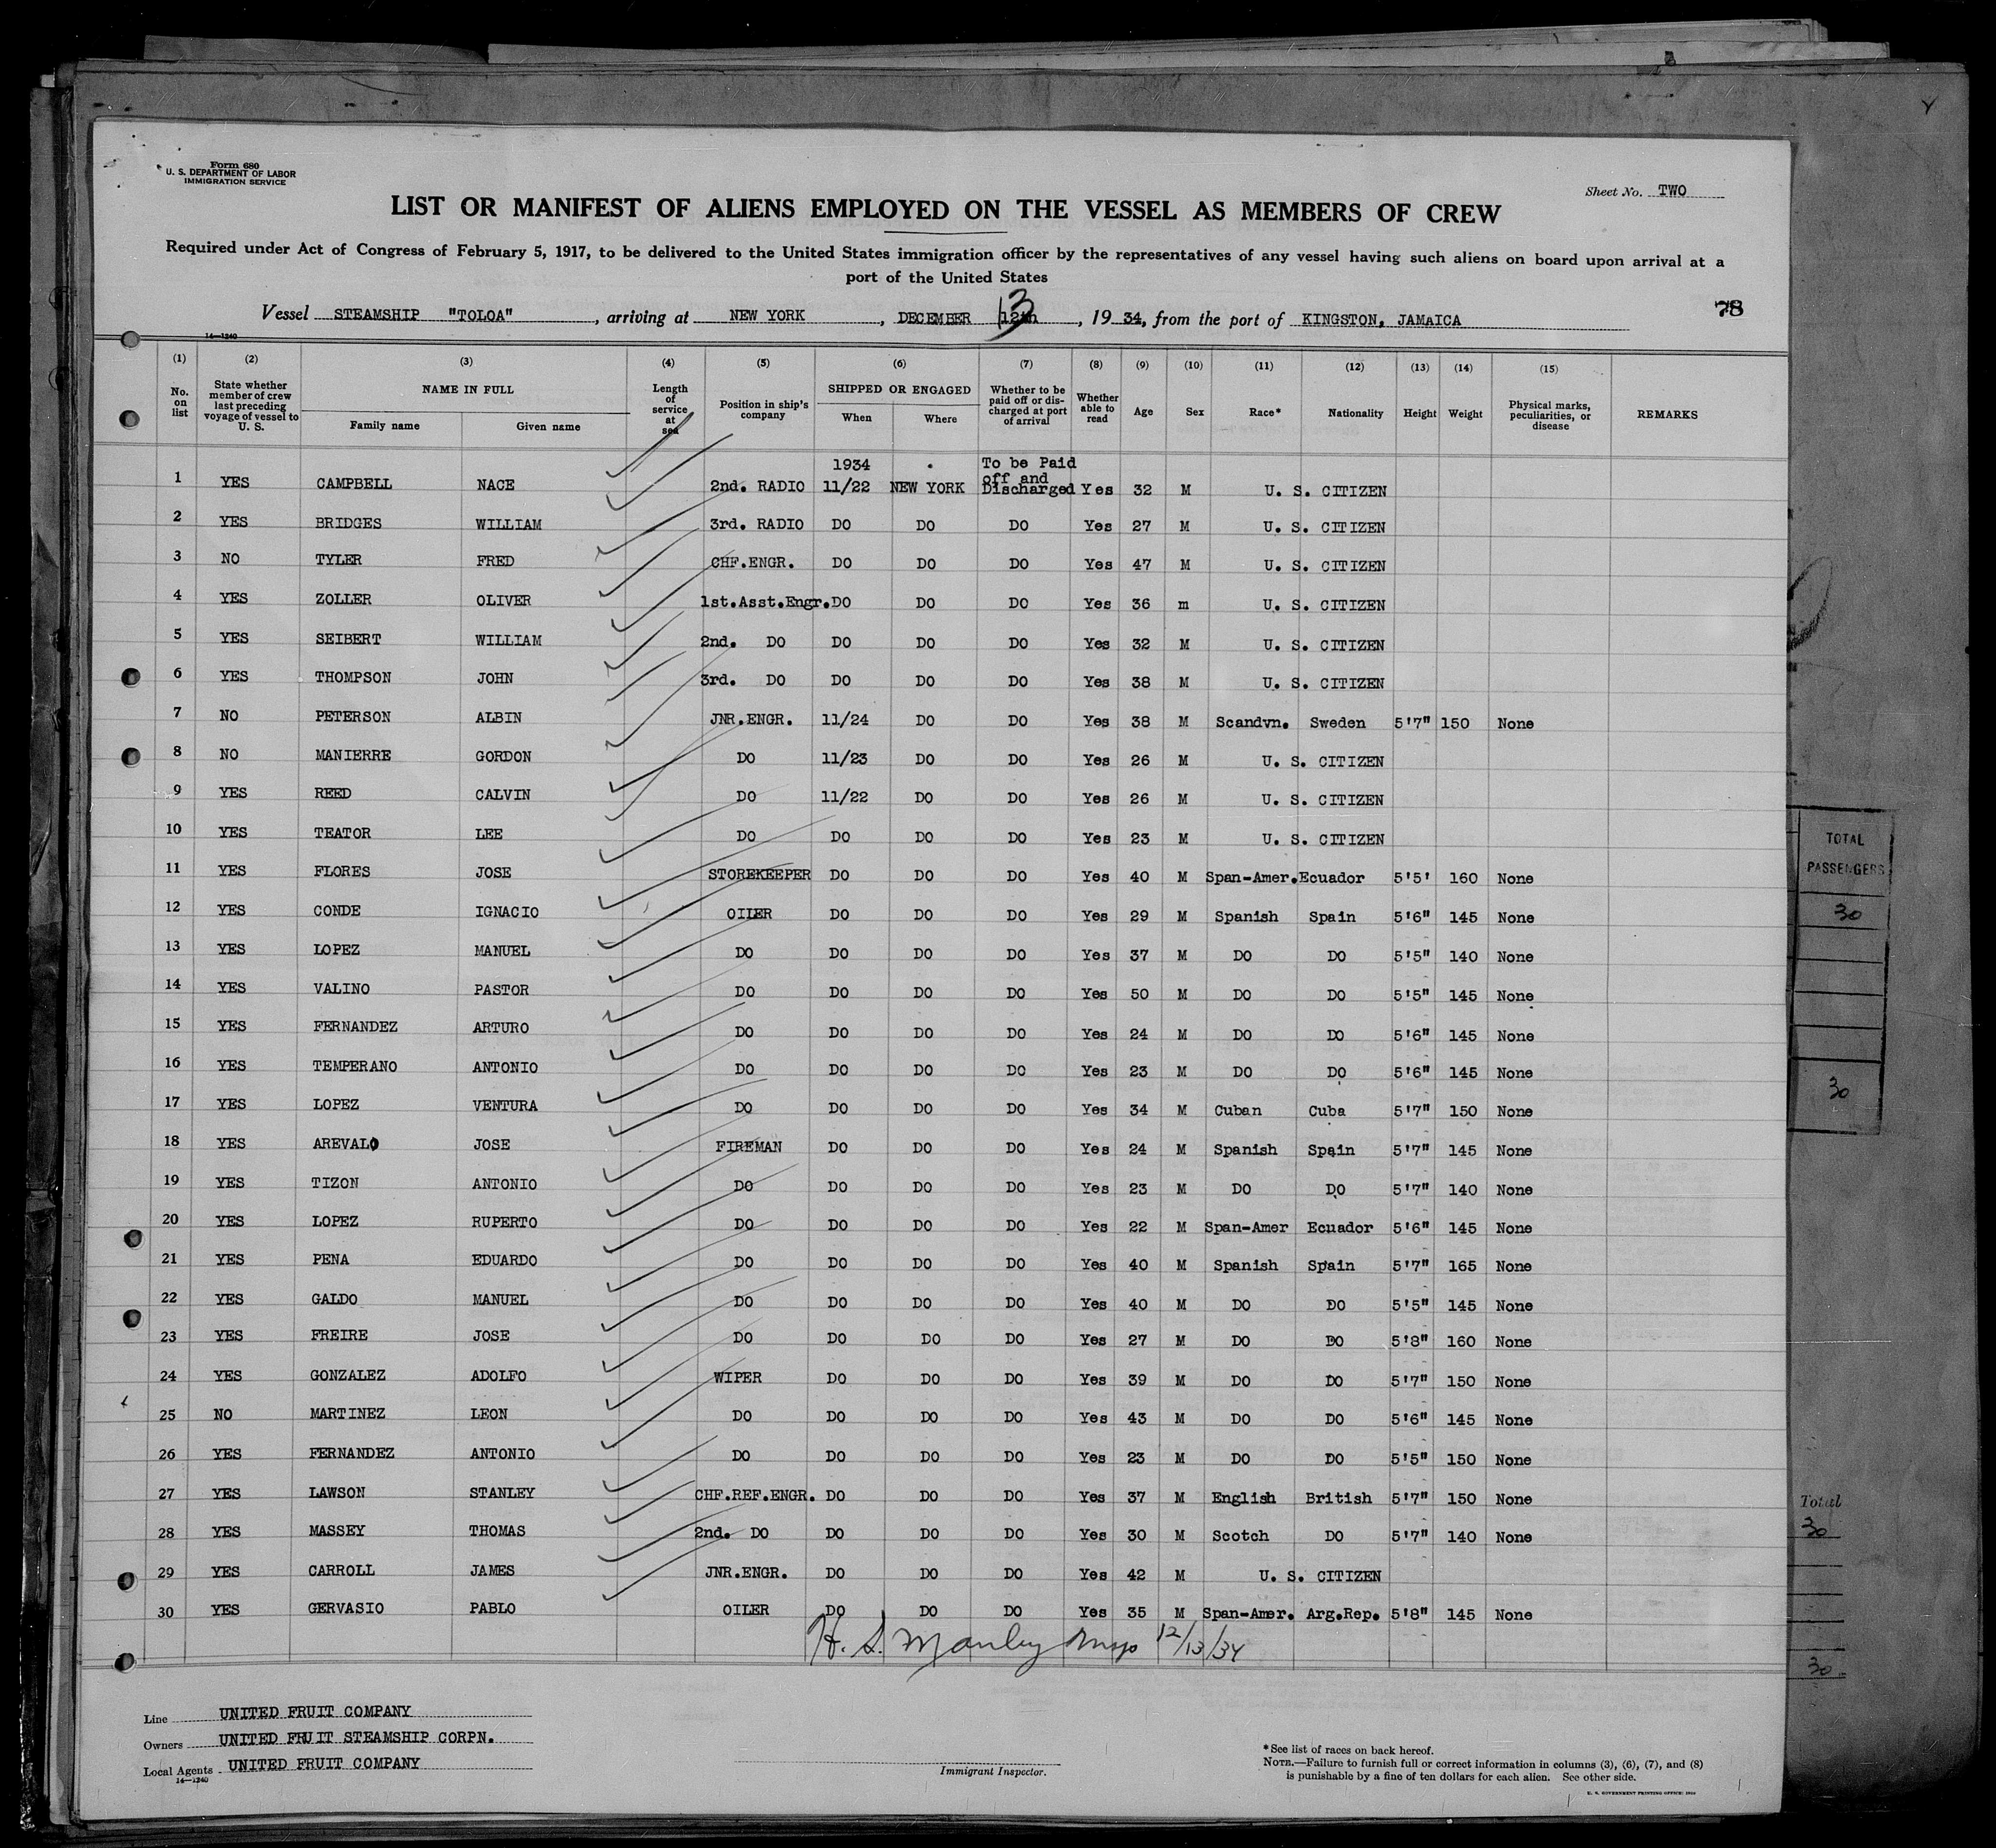 Form 680
U. S. DEPARTMENT OF LABOR
IMMIGRATION SERVICE
Sheet No. TWO
LIST OR MANIFEST OF ALIENS EMPLOYED ON THE VESSEL AS MEMBERS OF CREW
Required under Act of Congress of February 5, 1917, to be delivered to the United States immigration officer by the representatives of any vessel having such aliens on board upon arrival at a
port of the United States
Vessel STEAMSHIP "TOLOA", arriving at NEW YORK, DECEMBER 12th 13, 1934, from the port of KINGSTON, JAMAICA
78
14—1240
(1) (2) (3) (4) (5) (6) (7) (8) (9) (10) (11) (12) (13) (14) (15)
No. on list | State whether member of crew last preceding voyage of vessel to U. S. | NAME IN FULL | Family name | Given name | Length of service at sea | Position in ship's company | SHIPPED OR ENGAGED | When | Where | Whether to be paid off or discharged at port of arrival | Whether able to read | Age | Sex | Race* | Nationality | Height | Weight | Physical marks, peculiarities, or disease | REMARKS
1 YES CAMPBELL NACE 2nd. RADIO 1934 11/22 NEW YORK To be Paid off and Discharged Yes 32 M U. S. CITIZEN
2 YES BRIDGES WILLIAM 3rd. RADIO DO DO DO Yes 27 M U. S. CITIZEN
3 NO TYLER FRED CHF.ENGR. DO DO DO Yes 47 M U. S. CITIZEN
4 YES ZOLLER OLIVER 1st.Asst.Engr. DO DO DO Yes 36 m U. S. CITIZEN
5 YES SEIBERT WILLIAM 2nd. DO DO DO DO Yes 32 M U. S. CITIZEN
6 YES THOMPSON JOHN 3rd. DO DO DO DO Yes 38 M U. S. CITIZEN
7 NO PETERSON ALBIN JNR.ENGR. 11/24 DO DO Yes 38 M Scandvn. Sweden 5'7" 150 None
8 NO MANIERRE GORDON DO 11/23 DO DO Yes 26 M U. S. CITIZEN
9 YES REED CALVIN DO 11/22 DO DO Yes 26 M U. S. CITIZEN
10 YES TEATOR LEE DO DO DO DO Yes 23 M U. S. CITIZEN
11 YES FLORES JOSE STOREKEEPER DO DO DO Yes 40 M Span-Amer. Ecuador 5'5' 160 None
12 YES CONDE IGNACIO OILER DO DO DO Yes 29 M Spanish Spain 5'6" 145 None
13 YES LOPEZ MANUEL DO DO DO DO Yes 37 M DO DO 5'5" 140 None
14 YES VALINO PASTOR DO DO DO DO Yes 50 M DO DO 5'5" 145 None
15 YES FERNANDEZ ARTURO DO DO DO DO Yes 24 M DO DO 5'6" 145 None
16 YES TEMPERANO ANTONIO DO DO DO DO Yes 23 M DO DO 5'6" 145 None
17 YES LOPEZ VENTURA DO DO DO DO Yes 34 M Cuban Cuba 5'7" 150 None
18 YES AREVALO JOSE FIREMAN DO DO DO Yes 24 M Spanish Spain 5'7" 145 None
19 YES TIZON ANTONIO DO DO DO DO Yes 23 M DO DO 5'7" 140 None
20 YES LOPEZ RUPERTO DO DO DO DO Yes 22 M Span-Amer Ecuador 5'6" 145 None
21 YES PENA EDUARDO DO DO DO DO Yes 40 M Spanish Spain 5'7" 165 None
22 YES GALDO MANUEL DO DO DO DO Yes 40 M DO DO 5'5" 145 None
23 YES FREIRE JOSE DO DO DO DO Yes 27 M DO DO 5'8" 160 None
24 YES GONZALEZ ADOLFO WIPER DO DO DO Yes 39 M DO DO 5'7" 150 None
25 NO MARTINEZ LEON DO DO DO DO Yes 43 M DO DO 5'6" 145 None
26 YES FERNANDEZ ANTONIO DO DO DO DO Yes 23 M DO DO 5'5" 150 None
27 YES LAWSON STANLEY CHF.REF.ENGR. DO DO DO Yes 37 M English British 5'7" 150 None
28 YES MASSEY THOMAS 2nd. DO DO DO DO Yes 30 M Scotch DO 5'7" 140 None
29 YES CARROLL JAMES JNR.ENGR. DO DO DO Yes 42 M U. S. CITIZEN
30 YES GERVASIO PABLO OILER DO DO DO Yes 35 M Span-Amer. Arg.Rep. 5'8" 145 None
H. S. Manley 12/13/34
Line UNITED FRUIT COMPANY
Owners UNITED FRUIT STEAMSHIP CORPN.
Local Agents UNITED FRUIT COMPANY
14—1240
Immigrant Inspector.
*See list of races on back hereof.
NOTE.—Failure to furnish full or correct information in columns (3), (6), (7), and (8)
is punishable by a fine of ten dollars for each alien. See other side.
U. S. GOVERNMENT PRINTING OFFICE
TOTAL
PASSENGERS
30
30
Total
30
30